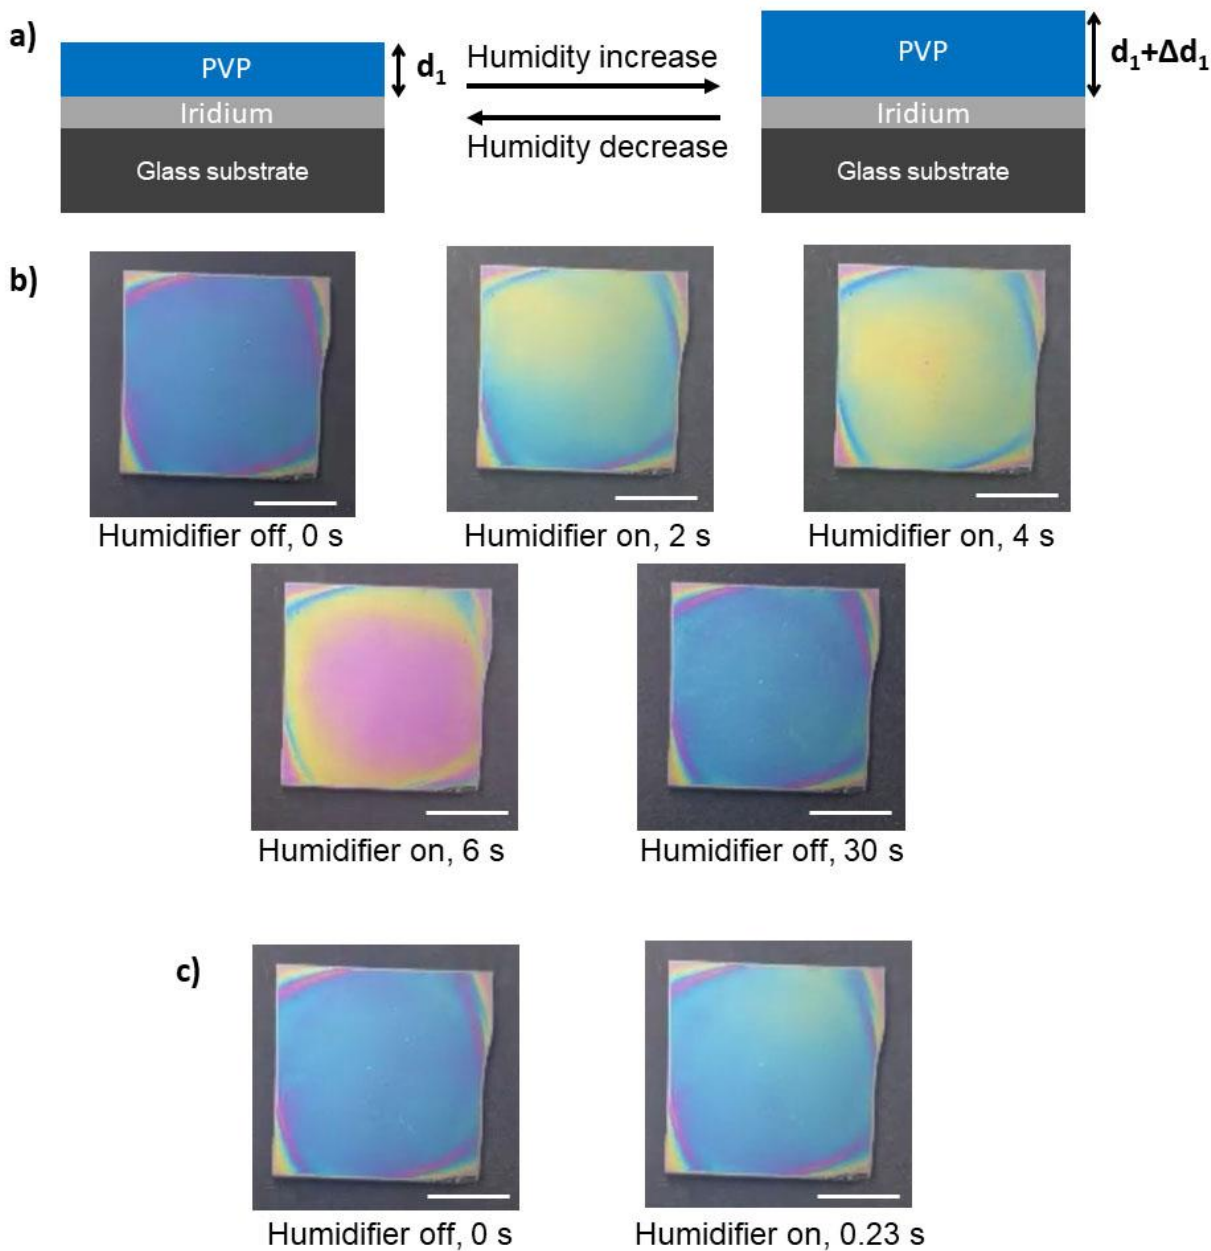 a)
PVP
d₁
Iridium
Glass substrate
Humidity increase
Humidity decrease
PVP
d₁+Δd₁
Iridium
Glass substrate
b)
Humidifier off, 0 s
Humidifier on, 2 s
Humidifier on, 4 s
Humidifier on, 6 s
Humidifier off, 30 s
c)
Humidifier off, 0 s
Humidifier on, 0.23 s